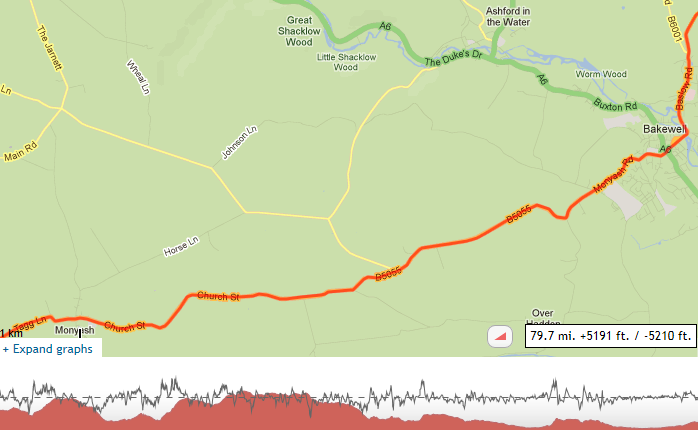 Ashford in
the Water
Great
Shacklow
Wood
A6
B6001
The Jarnett
Little Shacklow
Wood
The Duke's Dr
Wheal Ln
Worm Wood
A6
Baslow Rd
Ln
Buxton Rd
Johnson Ln
Bakewell
Main Rd
A6
Monyash Rd
B5055
Horse Ln
B5055
Church St
Over
Haddon
Tagg Ln
Church St
1 km
Monyash
79.7 mi. +5191 ft. / -5210 ft.
+ Expand graphs